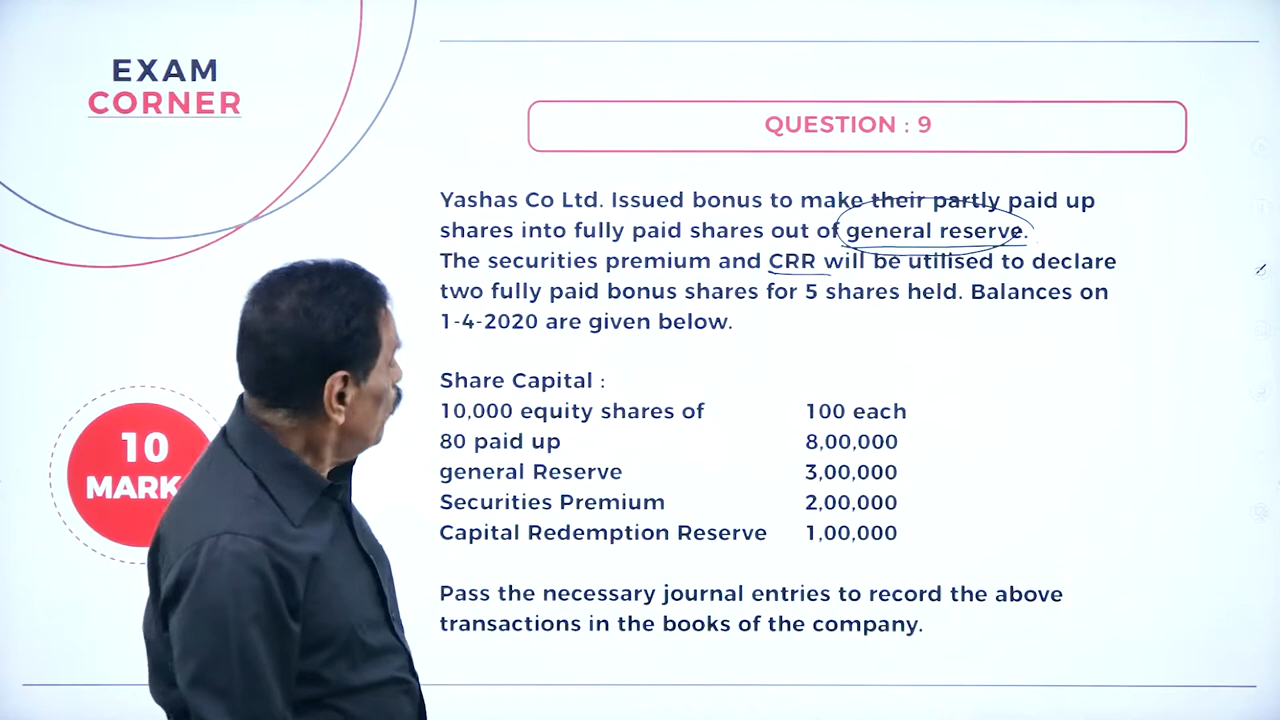 EXAM
CORNER
QUESTION : 9
Yashas Co Ltd. Issued bonus to make their partly paid up
shares into fully paid shares out of general reserve.
The securities premium and CRR will be utilised to declare
two fully paid bonus shares for 5 shares held. Balances on
1-4-2020 are given below.
Share Capital :
10,000 equity shares of 100 each
80 paid up 8,00,000
general Reserve 3,00,000
Securities Premium 2,00,000
Capital Redemption Reserve 1,00,000
10
MARK
Pass the necessary journal entries to record the above
transactions in the books of the company.